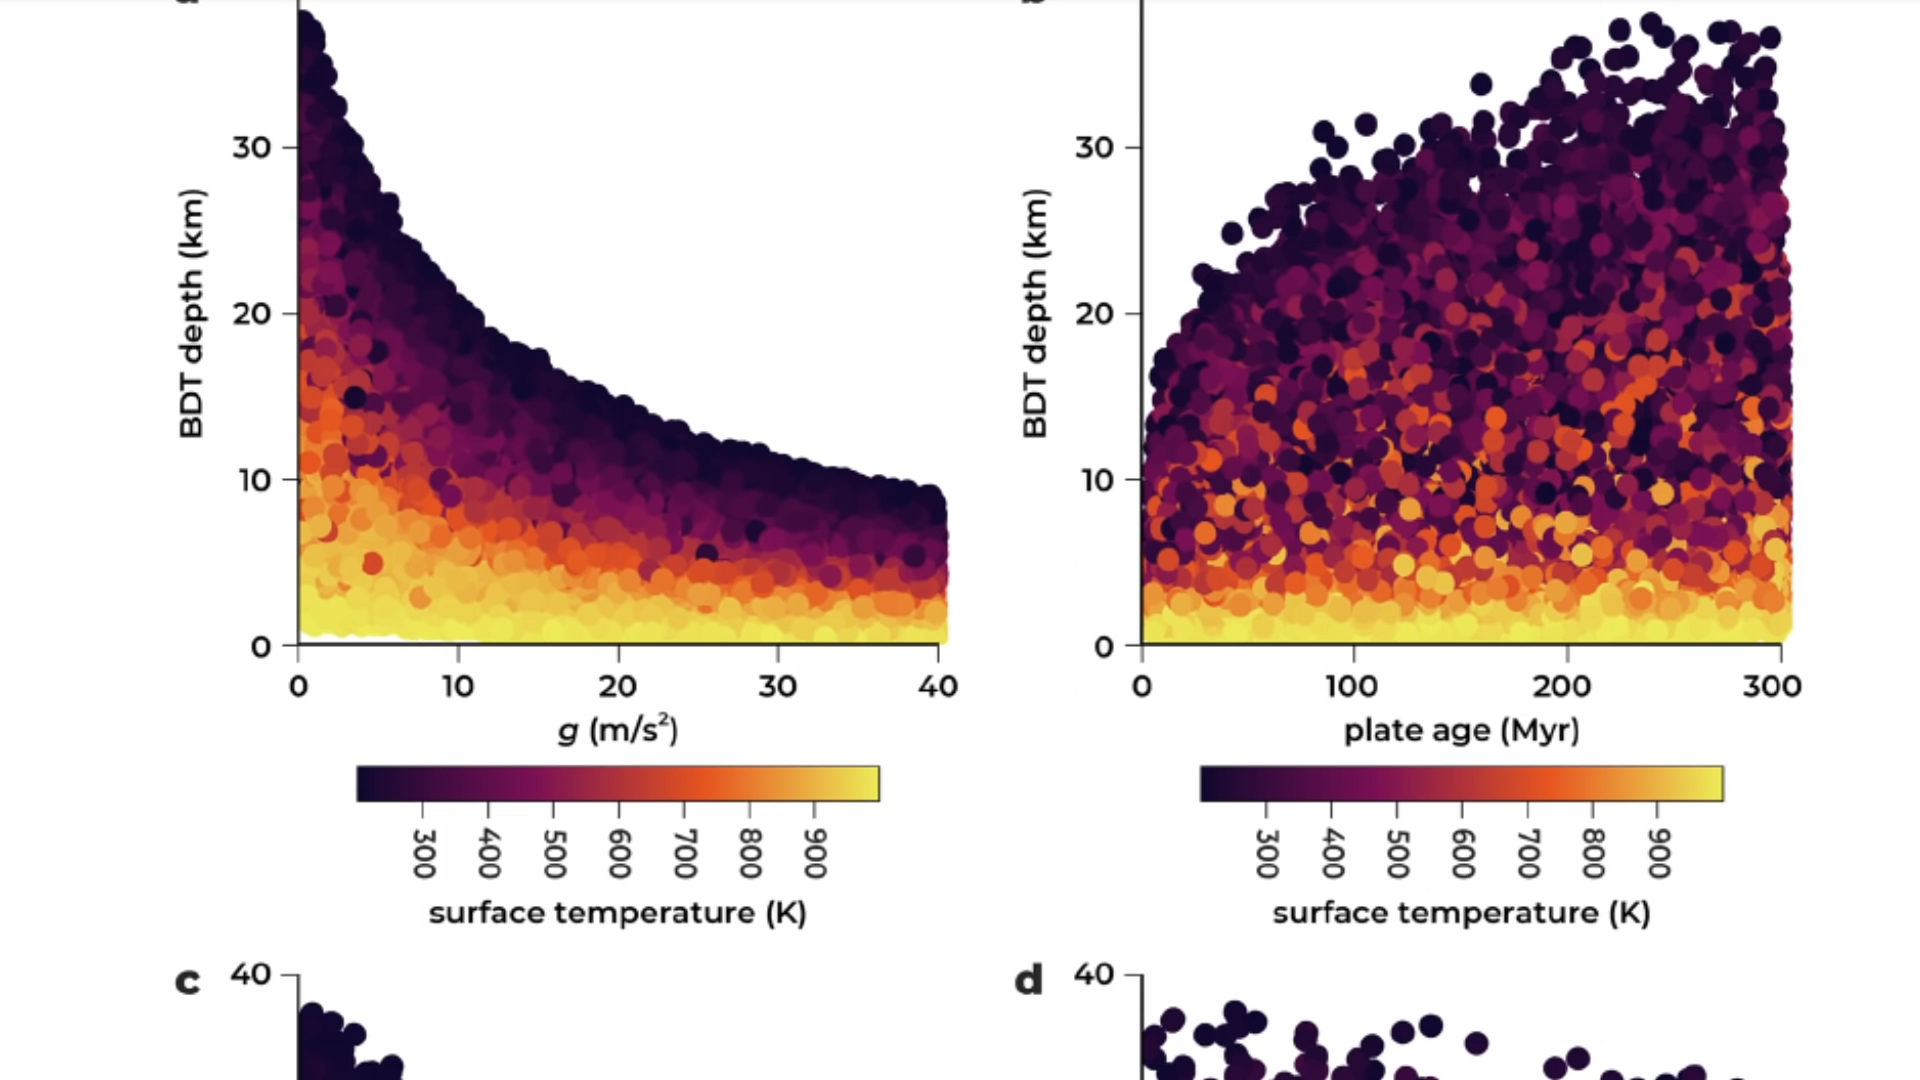 a
b
30
20
10
0
BDT depth (km)
0 10 20 30 40
g (m/s²)
300 400 500 600 700 800 900
surface temperature (K)
30
20
10
0
BDT depth (km)
0 100 200 300
plate age (Myr)
300 400 500 600 700 800 900
surface temperature (K)
c 40
d 40